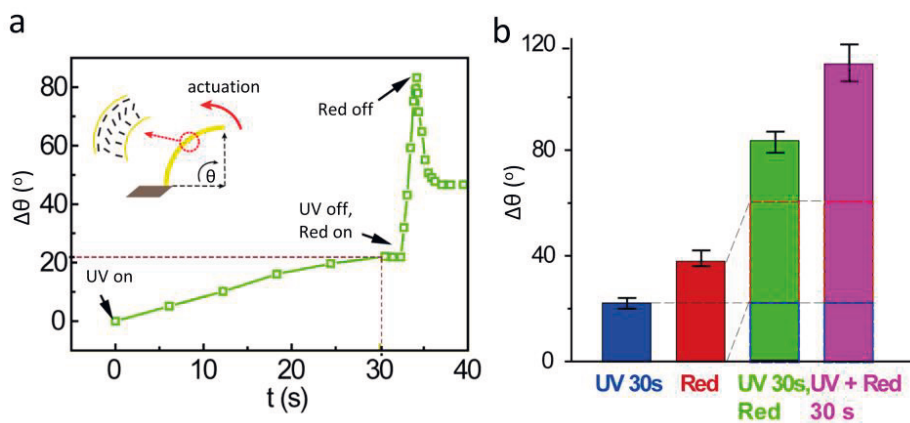 a
80
60
40
20
0
Δθ (°)
actuation
θ
Red off
UV off,
Red on
UV on
0
10
20
30
40
t (s)
b
120
80
40
0
Δθ (°)
UV 30s
Red
UV 30s,
Red
UV + Red
30 s